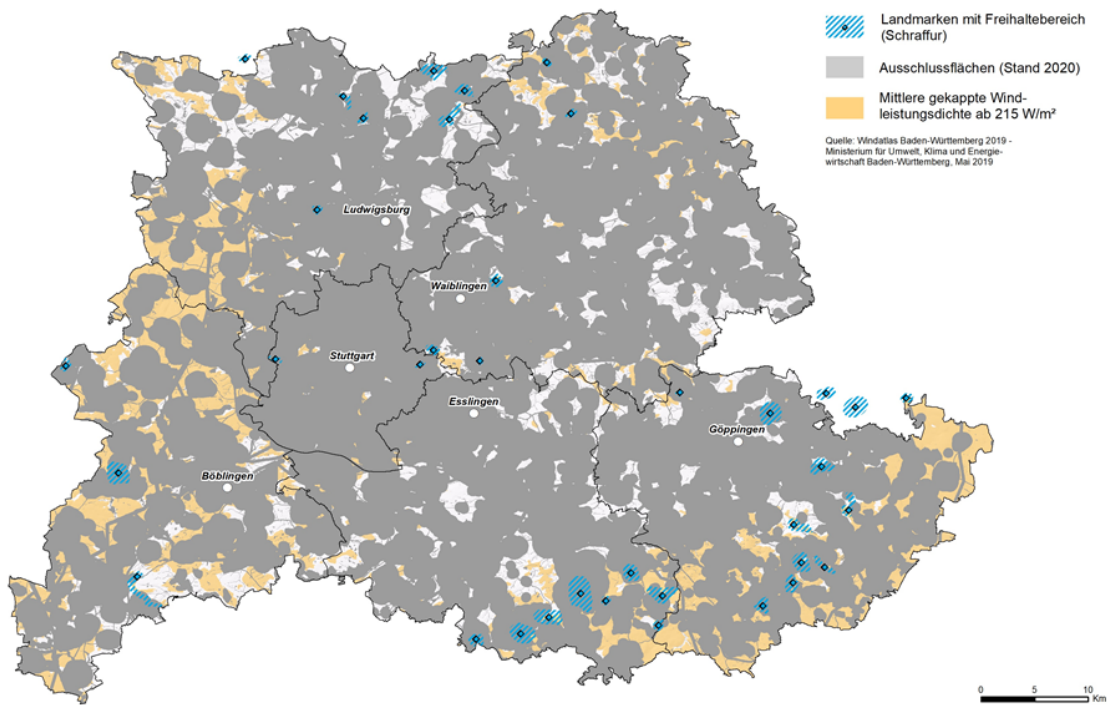 Landmarken mit Freihaltebereich
(Schraffur)
Ausschlussflächen (Stand 2020)
Mittlere gekappte Wind-
leistungsdichte ab 215 W/m²
Quelle: Windatlas Baden-Württemberg 2019 -
Ministerium für Umwelt, Klima und Energie-
wirtschaft Baden-Württemberg, Mai 2019
Ludwigsburg
Waiblingen
Stuttgart
Esslingen
Göppingen
Böblingen
0 5 10
Km